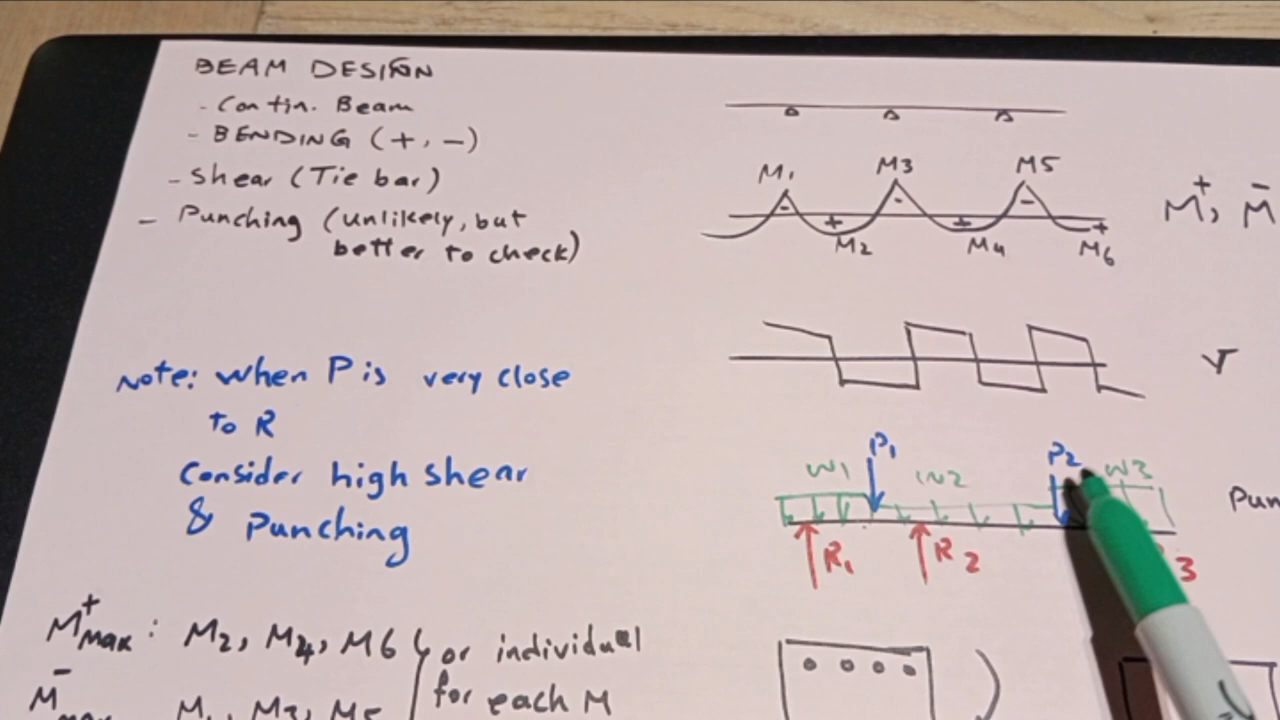 BEAM DESIGN
- Contin. Beam
- BENDING (+, -)
- Shear (Tie bar)
- Punching (unlikely, but
better to check)
M1 M3 M5
- - -
+ + +
M2 M4 M6
M+, M-
V
Note: when P is very close
to R
Consider high shear
& Punching
P1 P2
W1 W2 W3
R1 R2 3
M+max : M2, M4, M6 or individual
for each M
M-